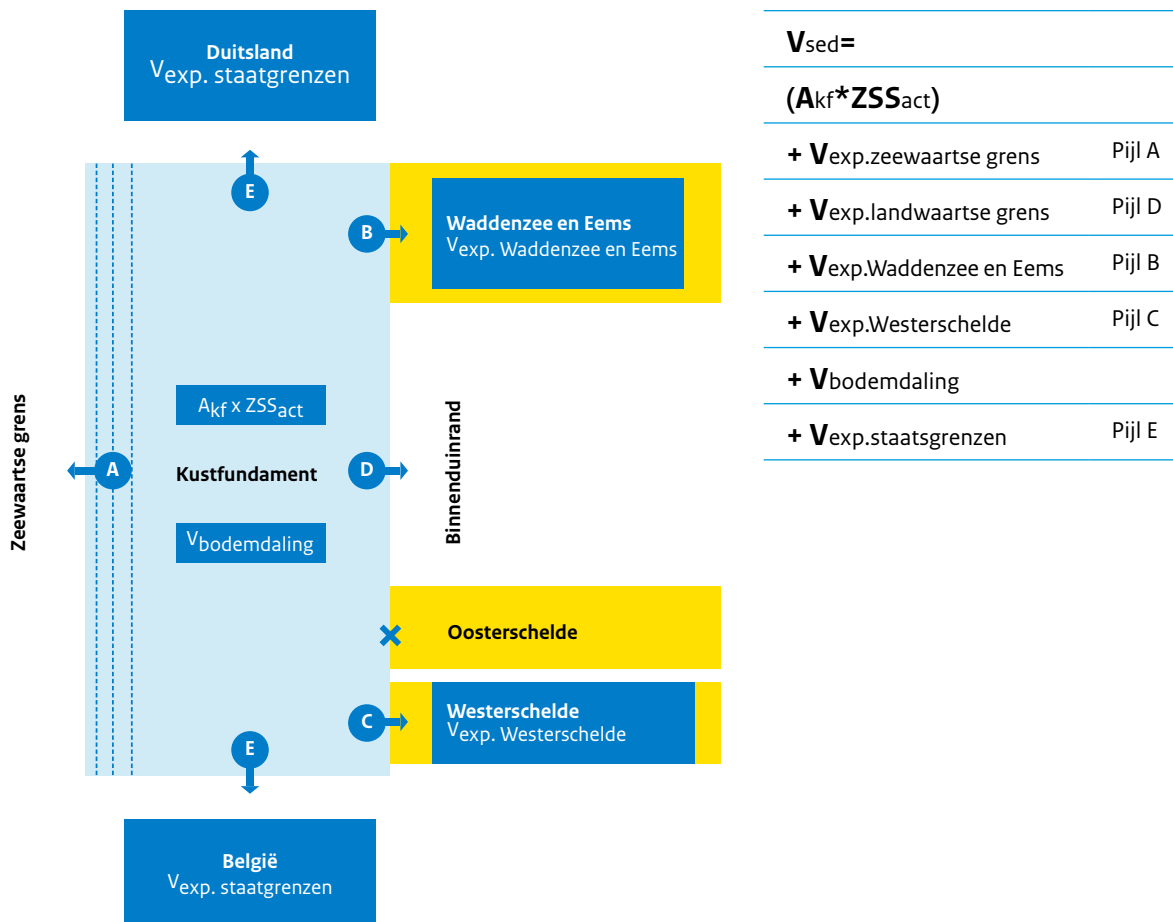 Duitsland
Vexp. staatgrenzen
E
B
Waddenzee en Eems
Vexp. Waddenzee en Eems
Zeewaartse grens
A
Akf x ZSSact
Kustfundament
Vbodemdaling
D
Binnenduinrand
Oosterschelde
C
Westerschelde
Vexp. Westerschelde
E
België
Vexp. staatgrenzen
Vsed=
(Akf*ZSSact)
+ Vexp.zeewaartse grens Pijl A
+ Vexp.landwaartse grens Pijl D
+ Vexp.Waddenzee en Eems Pijl B
+ Vexp.Westerschelde Pijl C
+ Vbodemdaling
+ Vexp.staatsgrenzen Pijl E